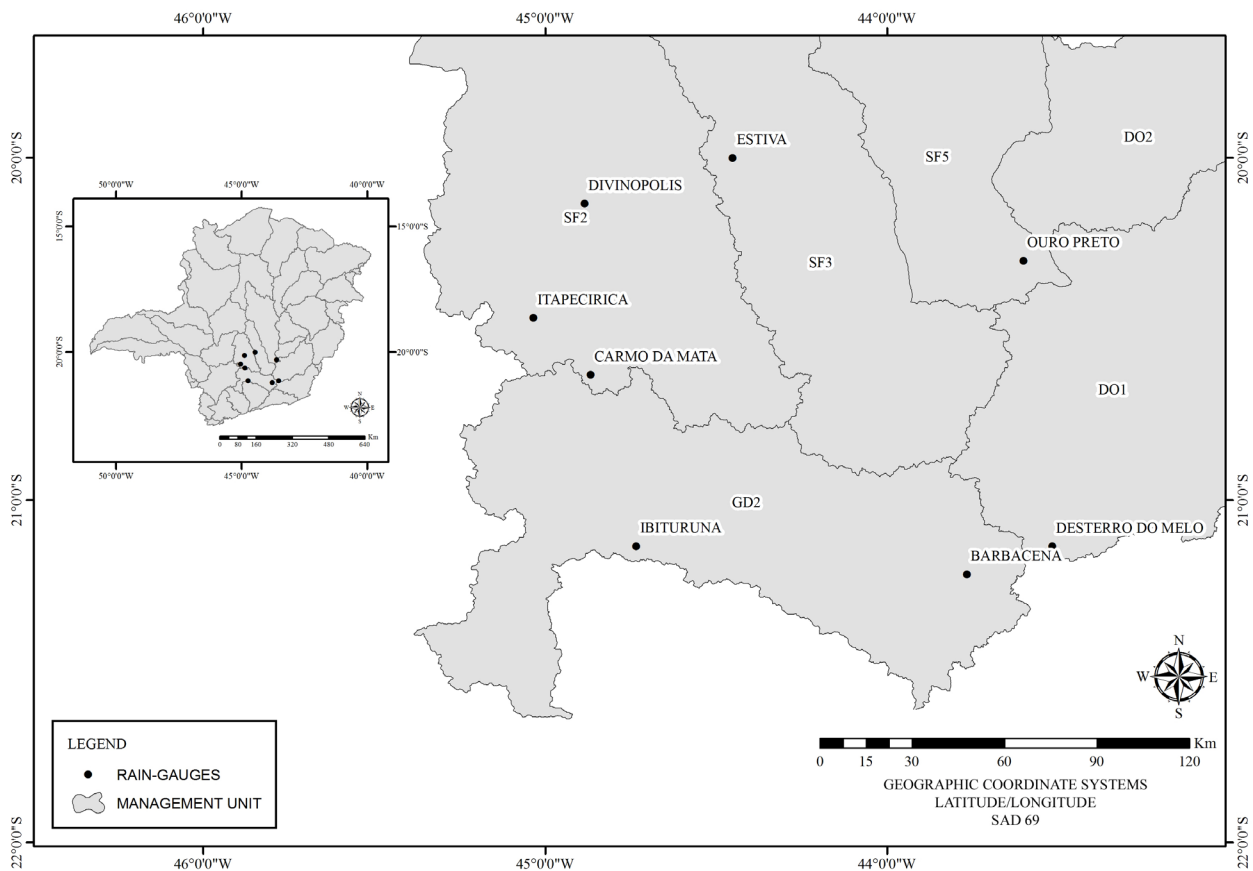 46°0'0"W 45°0'0"W 44°0'0"W
20°0'0"S
21°0'0"S
22°0'0"S
ESTIVA
DO2
SF5
DIVINOPOLIS
SF2
OURO PRETO
SF3
ITAPECIRICA
CARMO DA MATA
DO1
GD2
IBITURUNA
DESTERRO DO MELO
BARBACENA
20°0'0"S
21°0'0"S
22°0'0"S
50°0'0"W 45°0'0"W 40°0'0"W
15°0'0"S
20°0'0"S
15°0'0"S
20°0'0"S
N
W E
S
Km
0 80 160 320 480 640
50°0'0"W 45°0'0"W 40°0'0"W
N
W E
S
LEGEND
RAIN-GAUGES
MANAGEMENT UNIT
Km
0 15 30 60 90 120
GEOGRAPHIC COORDINATE SYSTEMS
LATITUDE/LONGITUDE
SAD 69
46°0'0"W 45°0'0"W 44°0'0"W